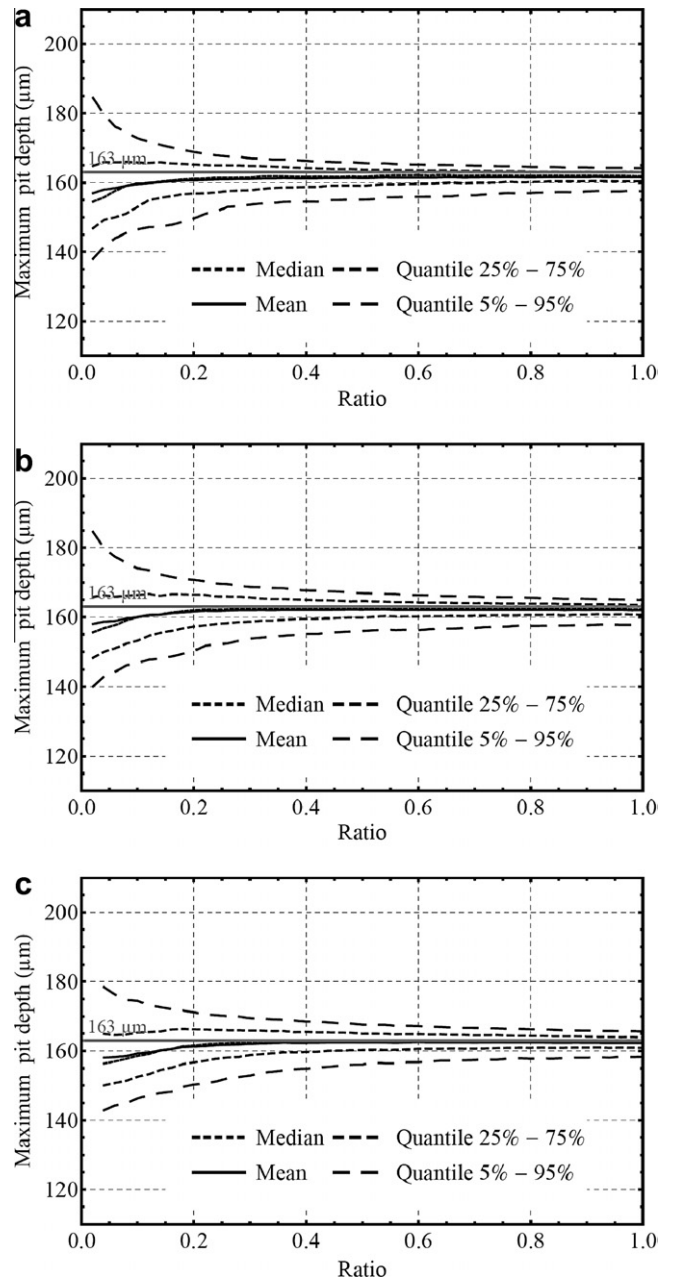 a
Maximum pit depth (µm)
200
180
163 µm
160
140
120
Median
Quantile 25% – 75%
Mean
Quantile 5% – 95%
0.0 0.2 0.4 0.6 0.8 1.0
Ratio
b
Maximum pit depth (µm)
200
180
163 µm
160
140
120
Median
Quantile 25% – 75%
Mean
Quantile 5% – 95%
0.0 0.2 0.4 0.6 0.8 1.0
Ratio
c
Maximum pit depth (µm)
200
180
163 µm
160
140
120
Median
Quantile 25% – 75%
Mean
Quantile 5% – 95%
0.0 0.2 0.4 0.6 0.8 1.0
Ratio